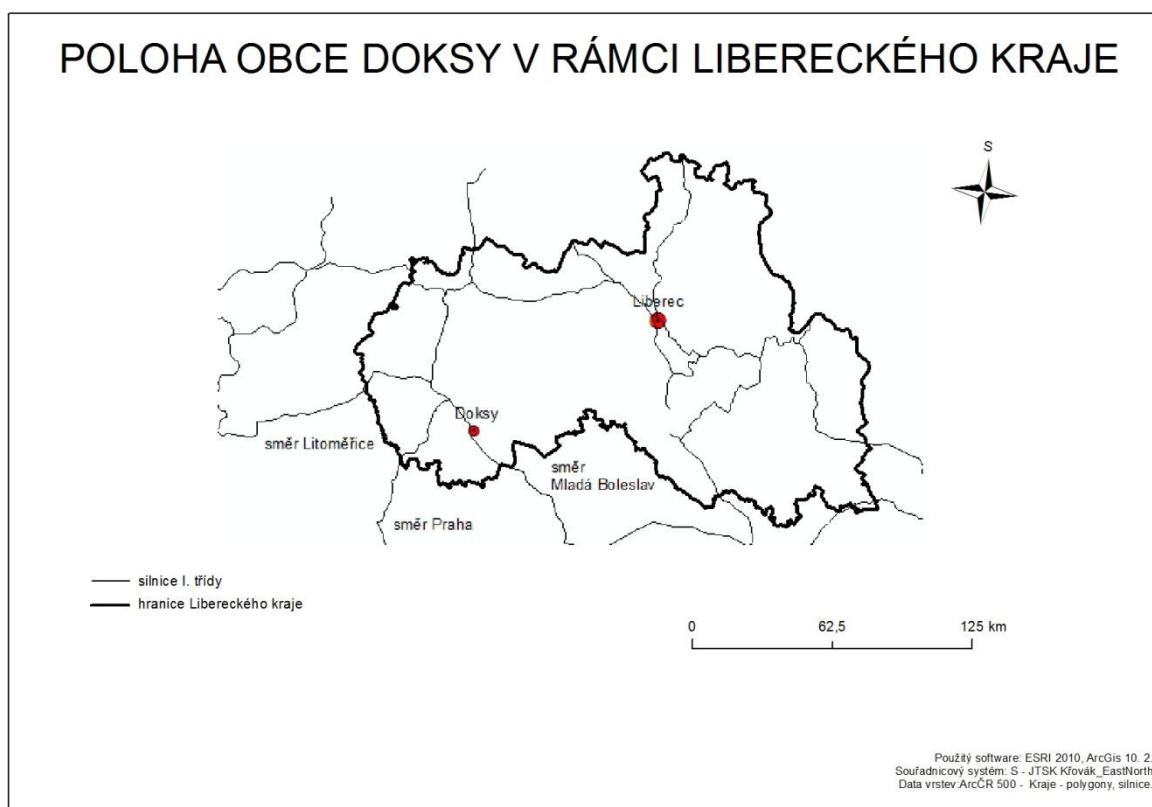 POLOHA OBCE DOKSY V RÁMCI LIBERECKÉHO KRAJE
S
Liberec
Doksy
směr Litoměřice
směr
Mladá Boleslav
směr Praha
silnice I. třídy
hranice Libereckého kraje
0 62,5 125 km
Použitý software: ESRI 2010, ArcGis 10. 2.
Souřadnicový systém: S - JTSK Křovák_EastNorth
Data vrstev:ArcČR 500 - Kraje - polygony, silnice.